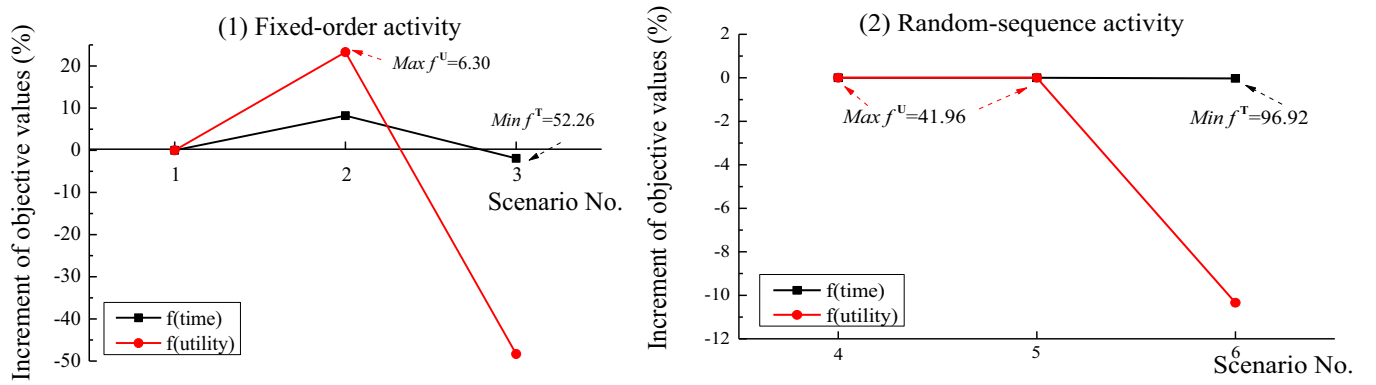 (1) Fixed-order activity
Increment of objective values (%)
20
10
0
-10
-20
-30
-40
-50
Max f^U=6.30
Min f^T=52.26
1
2
3
Scenario No.
f(time)
f(utility)
(2) Random-sequence activity
Increment of objective values (%)
2
0
-2
-4
-6
-8
-10
-12
Max f^U=41.96
Min f^T=96.92
f(time)
f(utility)
4
5
6
Scenario No.